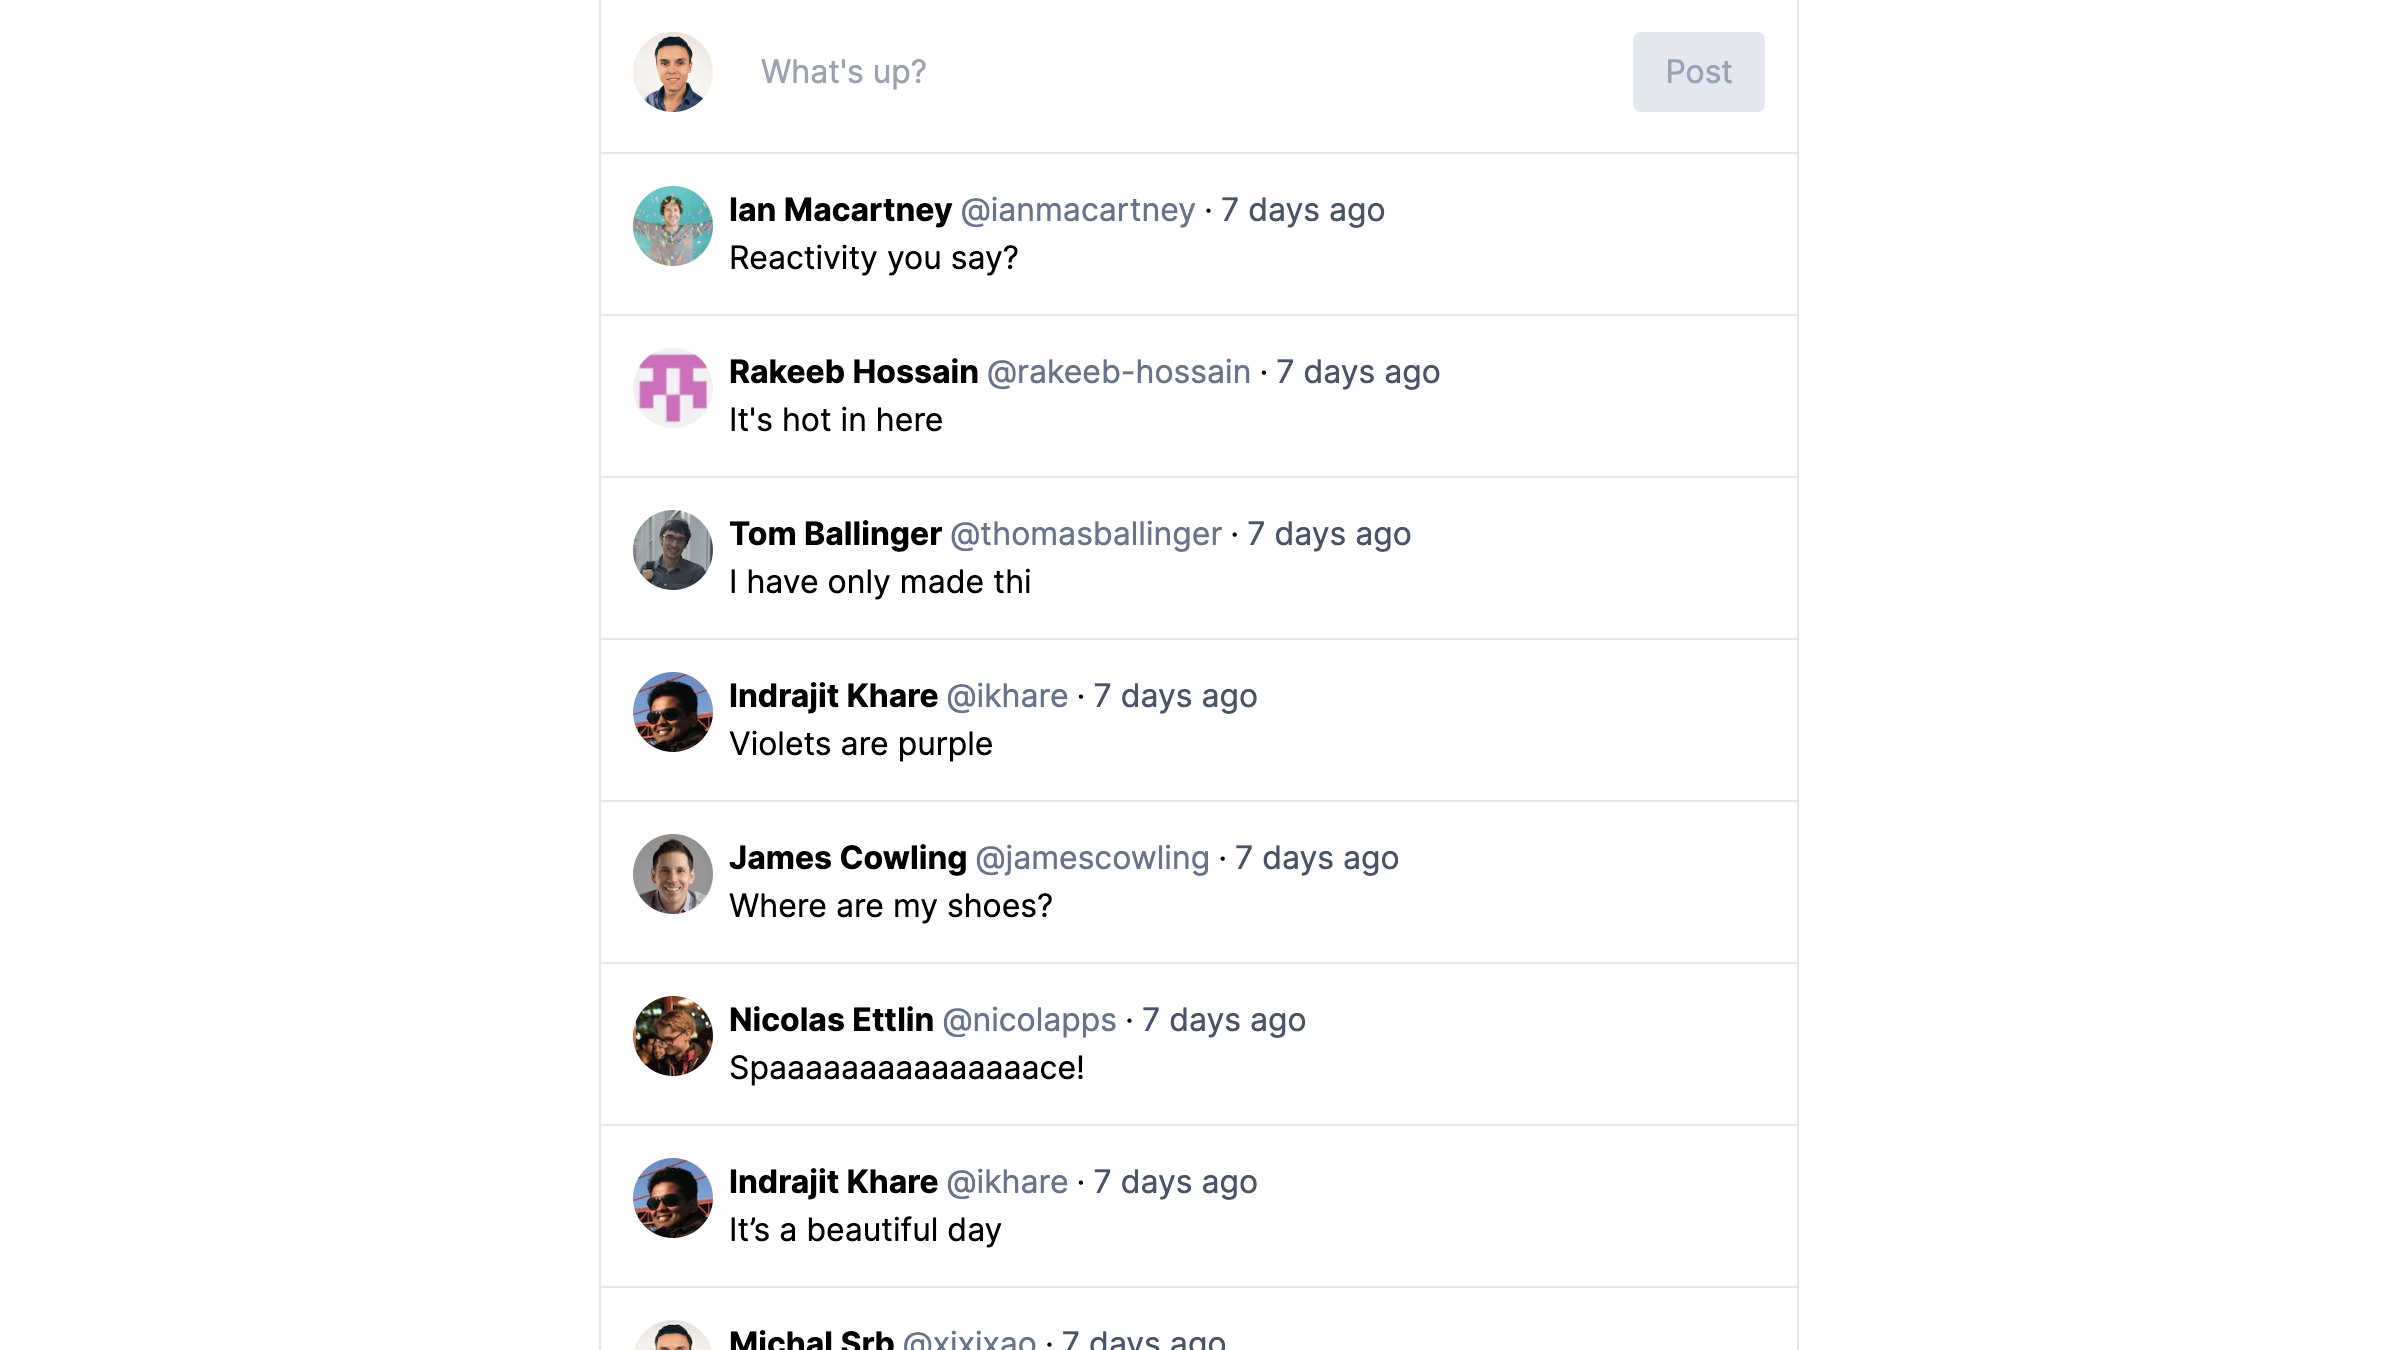 What's up?
Post
Ian Macartney @ianmacartney · 7 days ago
Reactivity you say?
Rakeeb Hossain @rakeeb-hossain · 7 days ago
It's hot in here
Tom Ballinger @thomasballinger · 7 days ago
I have only made thi
Indrajit Khare @ikhare · 7 days ago
Violets are purple
James Cowling @jamescowling · 7 days ago
Where are my shoes?
Nicolas Ettlin @nicolapps · 7 days ago
Spaaaaaaaaaaaaaaace!
Indrajit Khare @ikhare · 7 days ago
It’s a beautiful day
Michal Srb @xixixao · 7 days ago